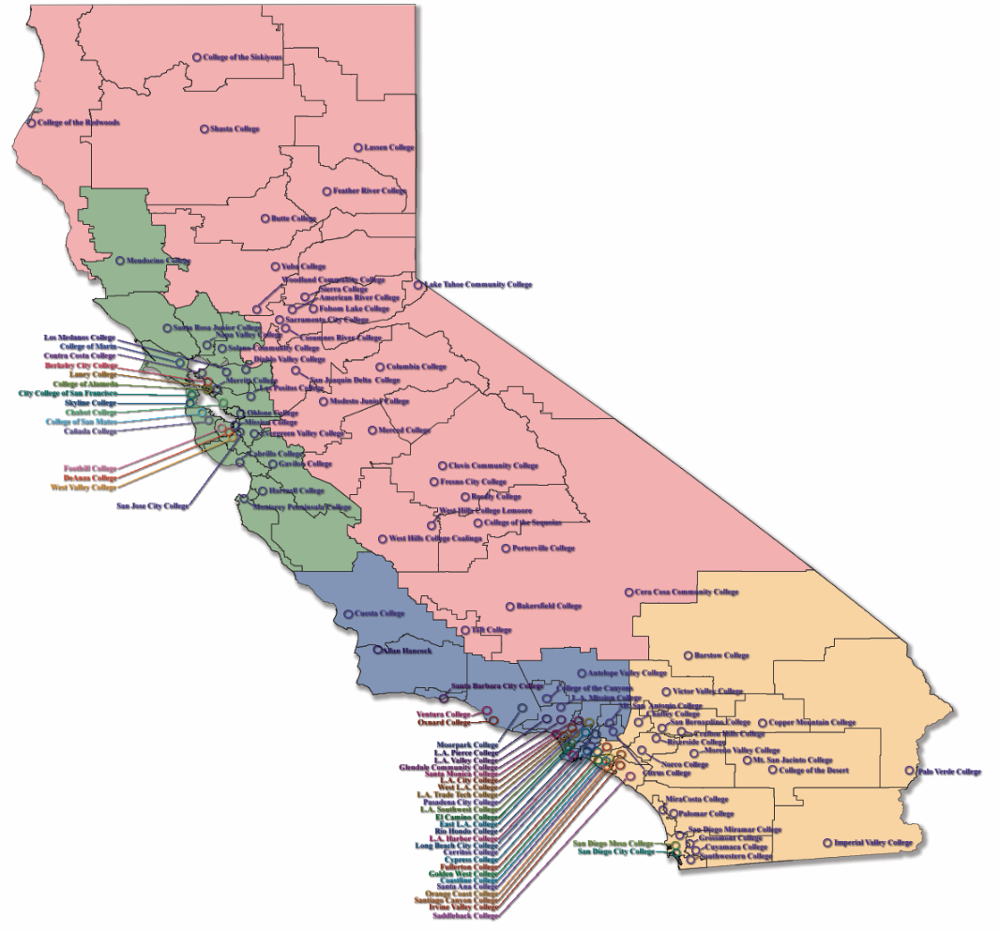 College of the Siskiyous
College of the Redwoods
Shasta College
Lassen College
Feather River College
Butte College
Mendocino College
Yuba College
Woodland Community College
Lake Tahoe Community College
Sierra College
American River College
Folsom Lake College
Sacramento City College
Santa Rosa Junior College
Napa Valley College
Cosumnes River College
Los Medanos College
College of Marin
Solano Community College
Contra Costa College
Diablo Valley College
Berkeley City College
Columbia College
Laney College
Merritt College
San Joaquin Delta College
College of Alameda
Las Positas College
City College of San Francisco
Skyline College
Modesto Junior College
Chabot College
Ohlone College
College of San Mateo
Mission College
Cañada College
Evergreen Valley College
Merced College
Cabrillo College
Foothill College
Gavilan College
Clovis Community College
DeAnza College
Fresno City College
West Valley College
Hartnell College
Reedly College
San Jose City College
Monterey Penninsula College
West Hills College Lemoore
College of the Sequoias
West Hills College Coalinga
Porterville College
Cera Cosa Community College
Bakersfield College
Cuesta College
Taft College
Allan Hancock
Barstow College
Antelope Valley College
Santa Barbara City College
College of the Canyons
Victor Valley College
L.A. Mission College
Mt. San Antonio College
Ventura College
Chaffey College
Oxnard College
San Bernardino College
Copper Mountain College
Crafton Hills College
Riverside College
Moorpark College
Moreno Valley College
L.A. Pierce College
L.A. Valley College
Mt. San Jacinto College
Glendale Community College
Norco College
Santa Monica College
Citrus College
College of the Desert
Palo Verde College
L.A. City College
West L.A. College
L.A. Trade Tech College
Pasadena City College
MiraCosta College
L.A. Southwest College
Palomar College
El Camino College
East L.A. College
Rio Hondo College
San Diego Miramar College
L.A. Harbor College
Grossmont College
Long Beach City College
San Diego Mesa College
Cuyamaca College
Imperial Valley College
Cerritos College
San Diego City College
Southwestern College
Cypress College
Fullerton College
Golden West College
Coastline College
Santa Ana College
Orange Coast College
Santiago Canyon College
Irvine Valley College
Saddleback College